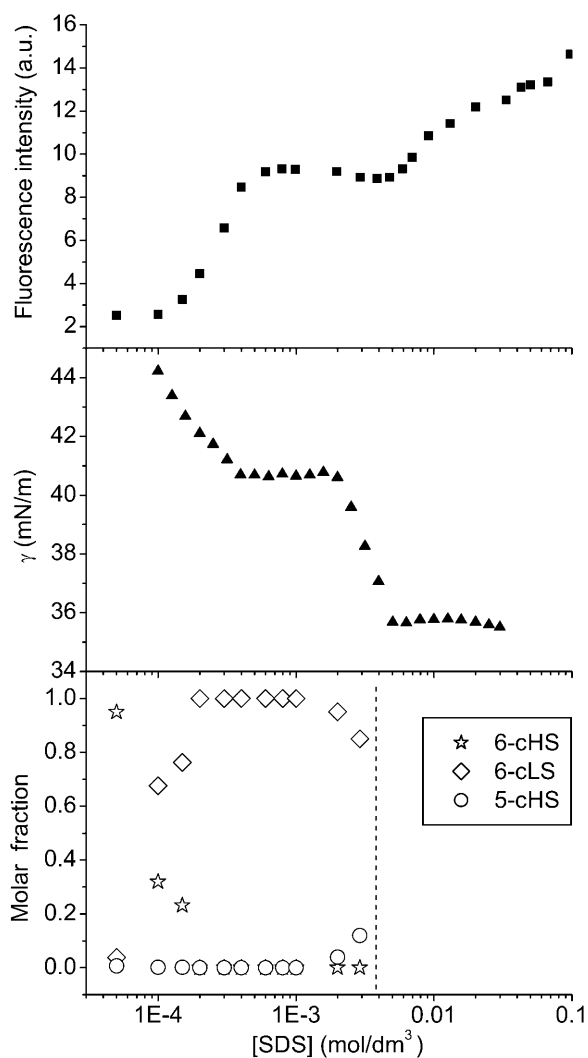 16
14
12
10
8
6
4
2
Fluorescence intensity (a.u.)
44
42
40
38
36
34
γ (mN/m)
1.0
0.8
0.6
0.4
0.2
0.0
Molar fraction
6-cHS
6-cLS
5-cHS
1E-4 1E-3 0.01 0.1
[SDS] (mol/dm³)